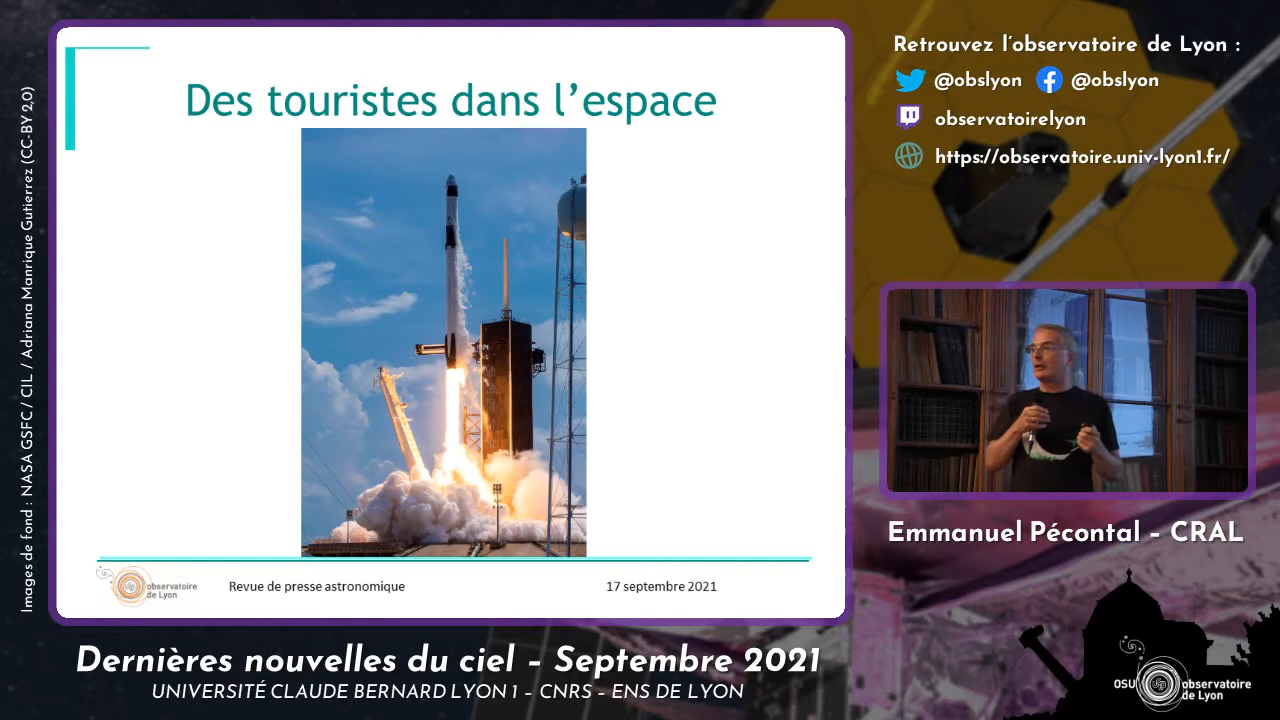 Images de fond : NASA GSFC / CIL / Adriana Manrique Gutierrez (CC-BY 2,0)
Des touristes dans l'espace
observatoire
de Lyon
Revue de presse astronomique
17 septembre 2021
Dernières nouvelles du ciel – Septembre 2021
UNIVERSITÉ CLAUDE BERNARD LYON 1 – CNRS – ENS DE LYON
Retrouvez l'observatoire de Lyon :
@obslyon @obslyon
observatoirelyon
https://observatoire.univ-lyon1.fr/
Emmanuel Pécontal – CRAL
OSU observatoire
de Lyon